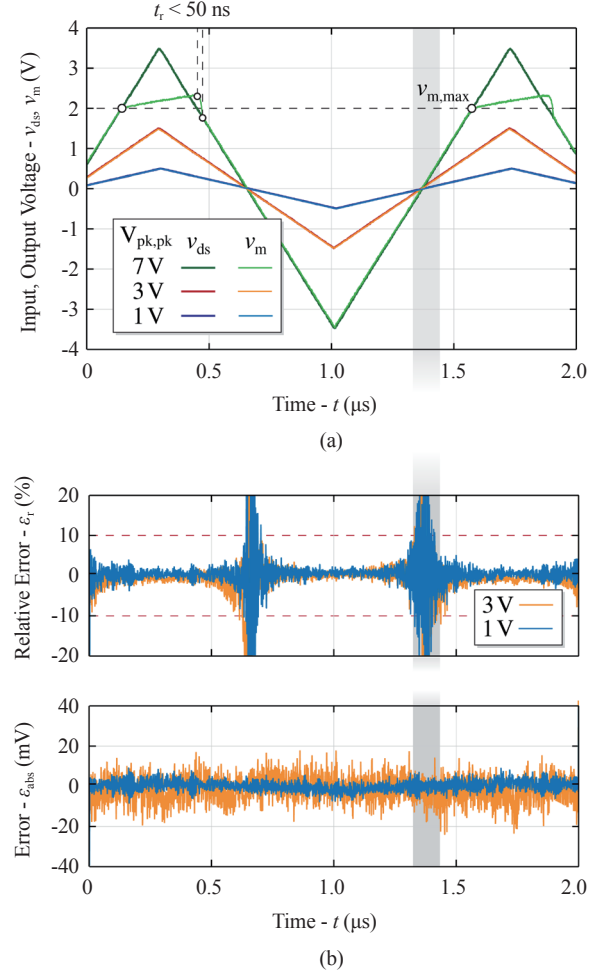 t_r < 50 ns
Input, Output Voltage - v_ds, v_m (V)
4
3
2
1
0
-1
-2
-3
-4
v_m,max
V_pk,pk v_ds v_m
7 V
3 V
1 V
0 0.5 1.0 1.5 2.0
Time - t (μs)
(a)
Relative Error - ε_r (%)
20
10
0
-10
-20
3 V
1 V
Error - ε_abs (mV)
40
20
0
-20
-40
0 0.5 1.0 1.5 2.0
Time - t (μs)
(b)